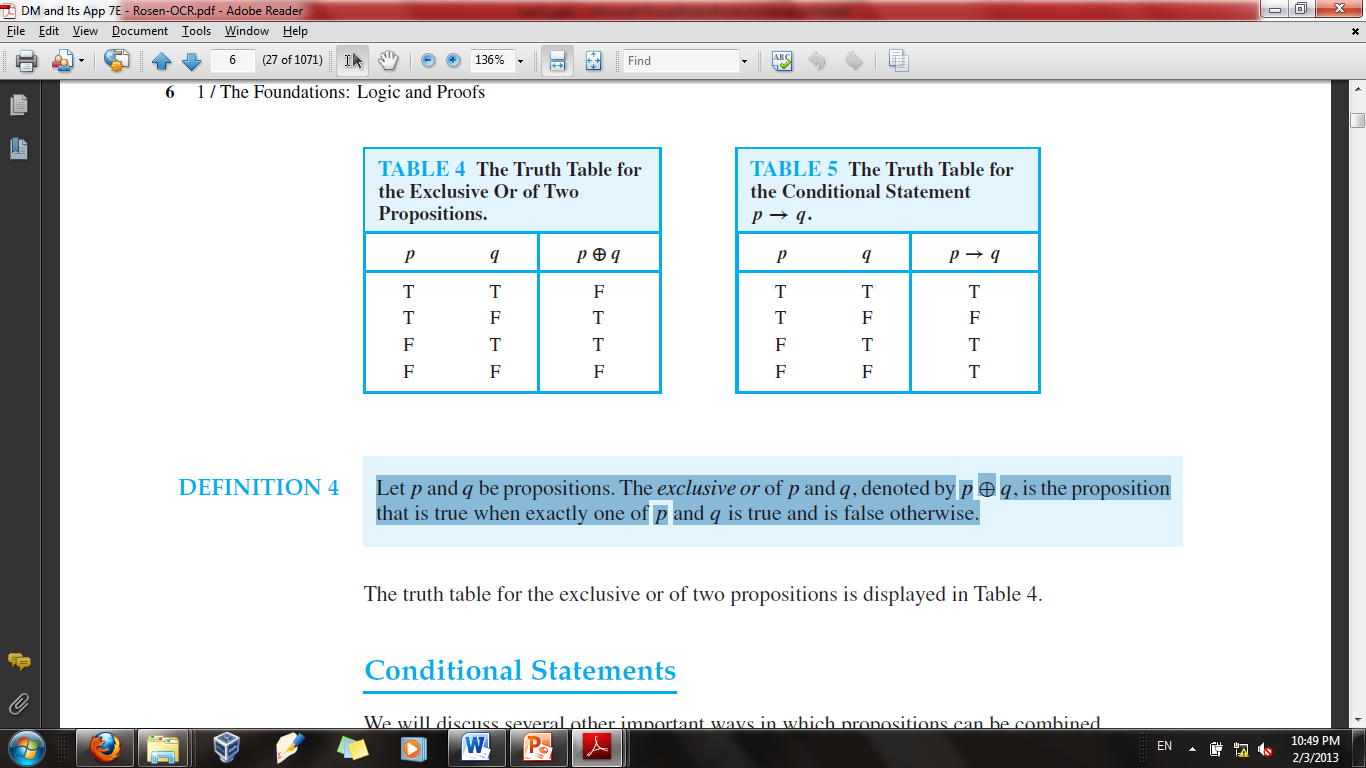 DM and Its App 7E - Rosen-OCR.pdf - Adobe Reader
File Edit View Document Tools Window Help
6 (27 of 1071) 136% Find
6 1 / The Foundations: Logic and Proofs
TABLE 4 The Truth Table for
the Exclusive Or of Two
Propositions.
p q p ⊕ q
T T F
T F T
F T T
F F F
TABLE 5 The Truth Table for
the Conditional Statement
p → q.
p q p → q
T T T
T F F
F T T
F F T
DEFINITION 4
Let p and q be propositions. The exclusive or of p and q, denoted by p ⊕ q, is the proposition
that is true when exactly one of p and q is true and is false otherwise.
The truth table for the exclusive or of two propositions is displayed in Table 4.
Conditional Statements
We will discuss several other important ways in which propositions can be combined.
EN 10:49 PM
2/3/2013